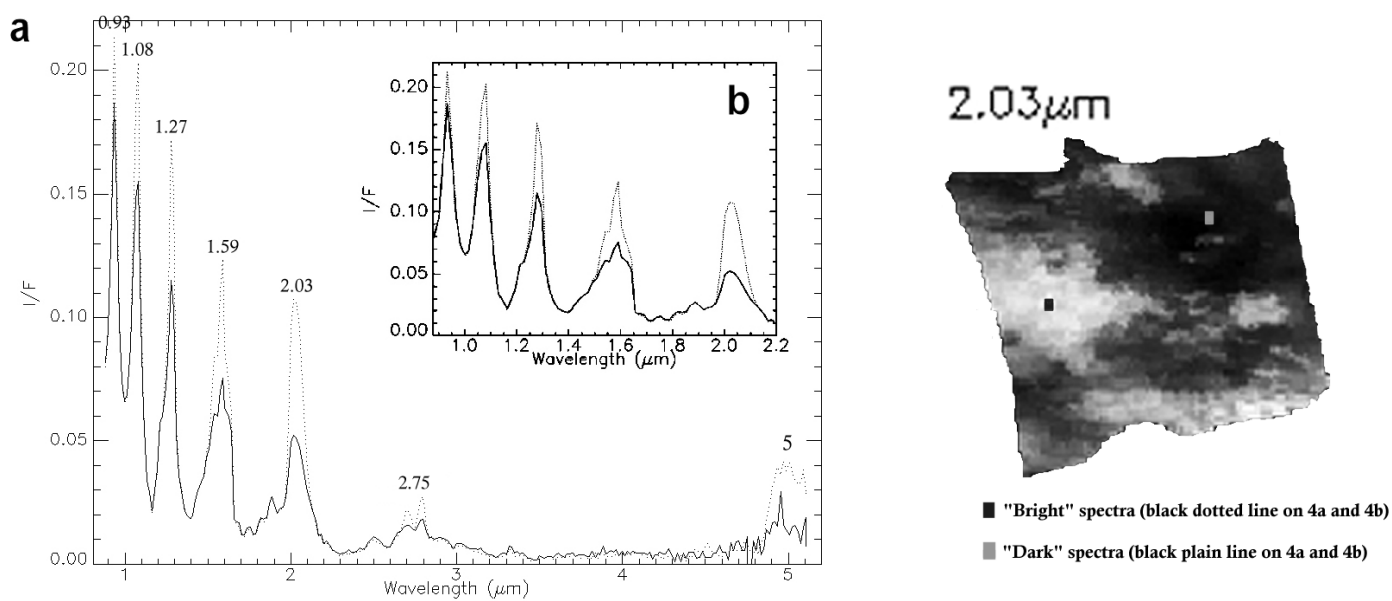 a
0.93
1.08
1.27
1.59
2.03
2.75
5
0.20
0.15
0.10
0.05
0.00
I/F
1
2
3
4
5
Wavelength (μm)
b
0.20
0.15
0.10
0.05
0.00
I/F
1.0 1.2 1.4 1.6 1.8 2.0 2.2
Wavelength (μm)
2.03μm
"Bright" spectra (black dotted line on 4a and 4b)
"Dark" spectra (black plain line on 4a and 4b)